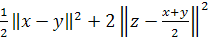 ½‖x − y‖² + 2‖z − (x+y)/2‖²